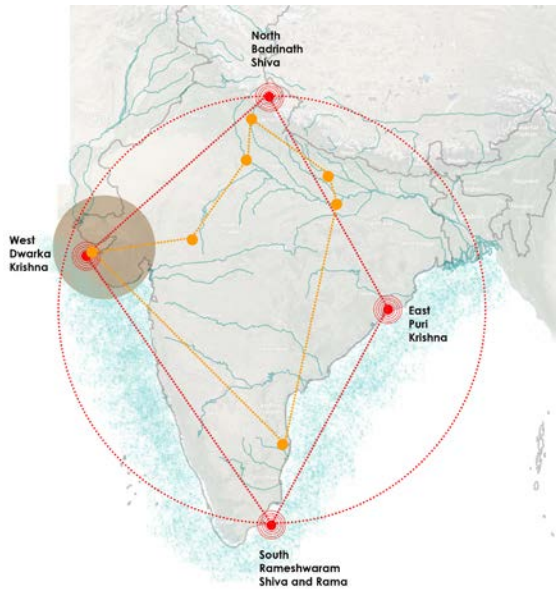 North
Badrinath
Shiva
West
Dwarka
Krishna
East
Puri
Krishna
South
Rameshwaram
Shiva and Rama